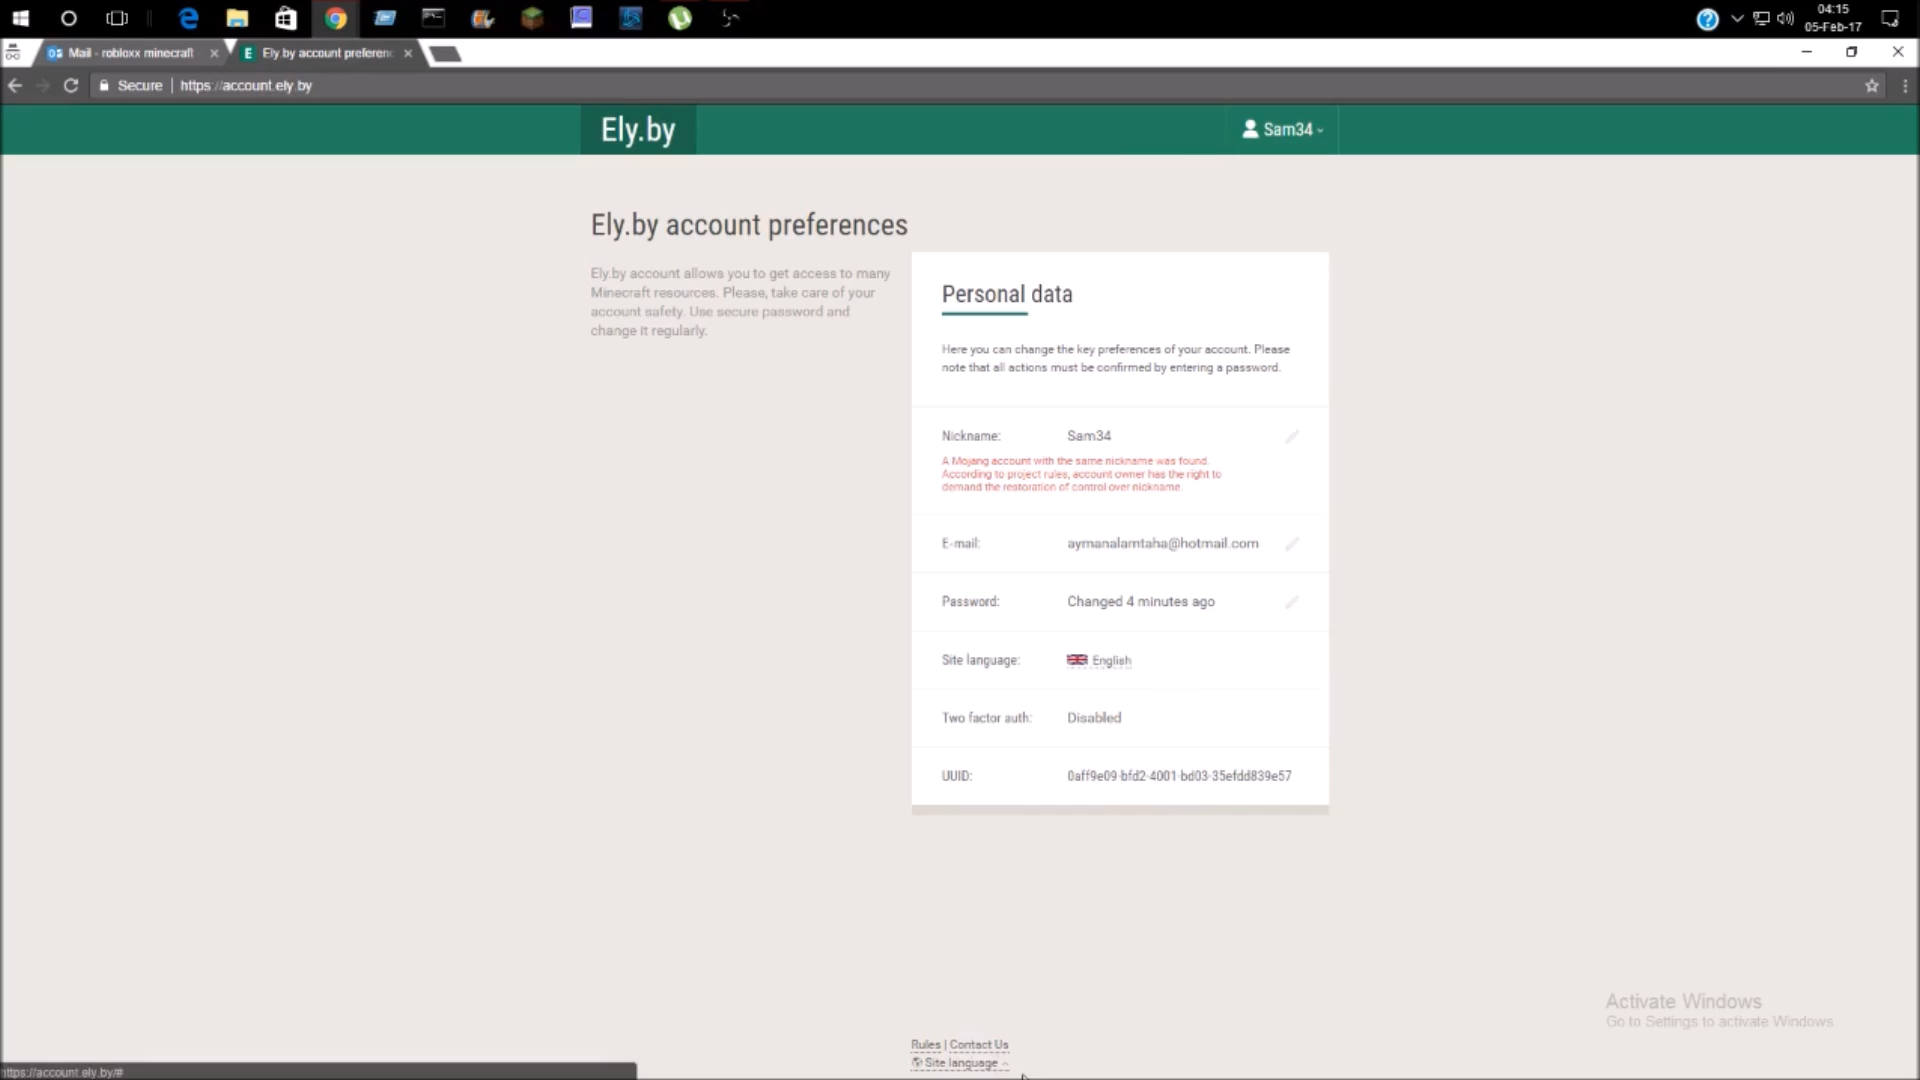 04:15
05-Feb-17
Mail - robloxx minecraft
Ely.by account preferenc
Secure | https://account.ely.by
Ely.by
Sam34
Ely.by account preferences
Ely.by account allows you to get access to many
Minecraft resources. Please, take care of your
account safety. Use secure password and
change it regularly.
Personal data
Here you can change the key preferences of your account. Please
note that all actions must be confirmed by entering a password.
Nickname: Sam34
A Mojang account with the same nickname was found.
According to project rules, account owner has the right to
demand the restoration of control over nickname.
E-mail: aymanalamtaha@hotmail.com
Password: Changed 4 minutes ago
Site language: English
Two factor auth: Disabled
UUID: 0aff9e09-bfd2-4001-bd03-35efdd839e57
Activate Windows
Go to Settings to activate Windows
Rules | Contact Us
Site language
https://account.ely.by/#